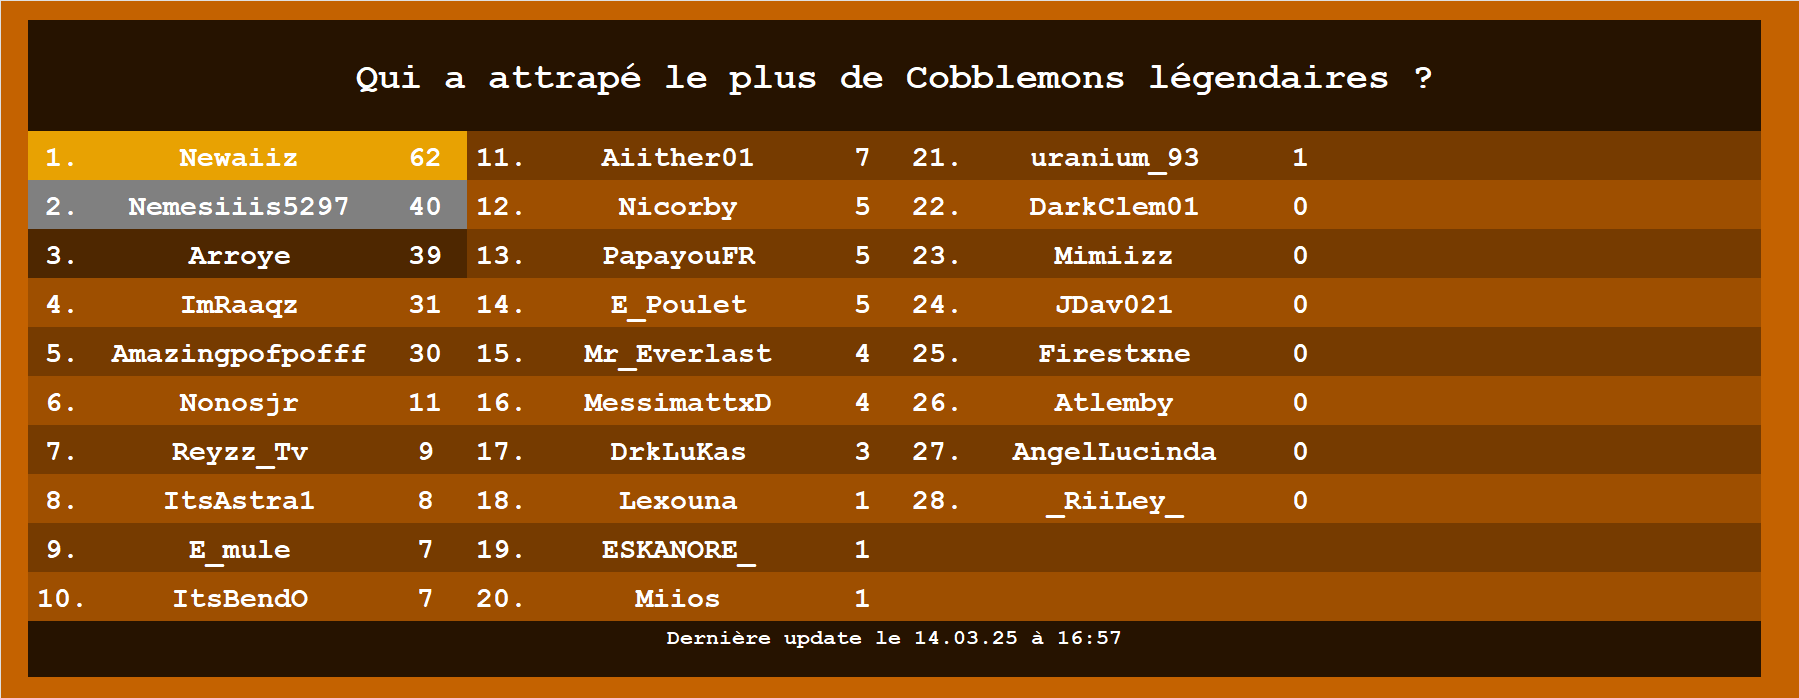 Qui a attrapé le plus de Cobblemons légendaires ?
1. Newaiiz 62
2. Nemesiiis5297 40
3. Arroye 39
4. ImRaaqz 31
5. Amazingpofpofff 30
6. Nonosjr 11
7. Reyzz_Tv 9
8. ItsAstra1 8
9. E_mule 7
10. ItsBendO 7
11. Aiither01 7
12. Nicorby 5
13. PapayouFR 5
14. E_Poulet 5
15. Mr_Everlast 4
16. MessimattxD 4
17. DrkLuKas 3
18. Lexouna 1
19. ESKANORE_ 1
20. Miios 1
21. uranium_93 1
22. DarkClem01 0
23. Mimiizz 0
24. JDav021 0
25. Firestxne 0
26. Atlemby 0
27. AngelLucinda 0
28. _RiiLey_ 0
Dernière update le 14.03.25 à 16:57